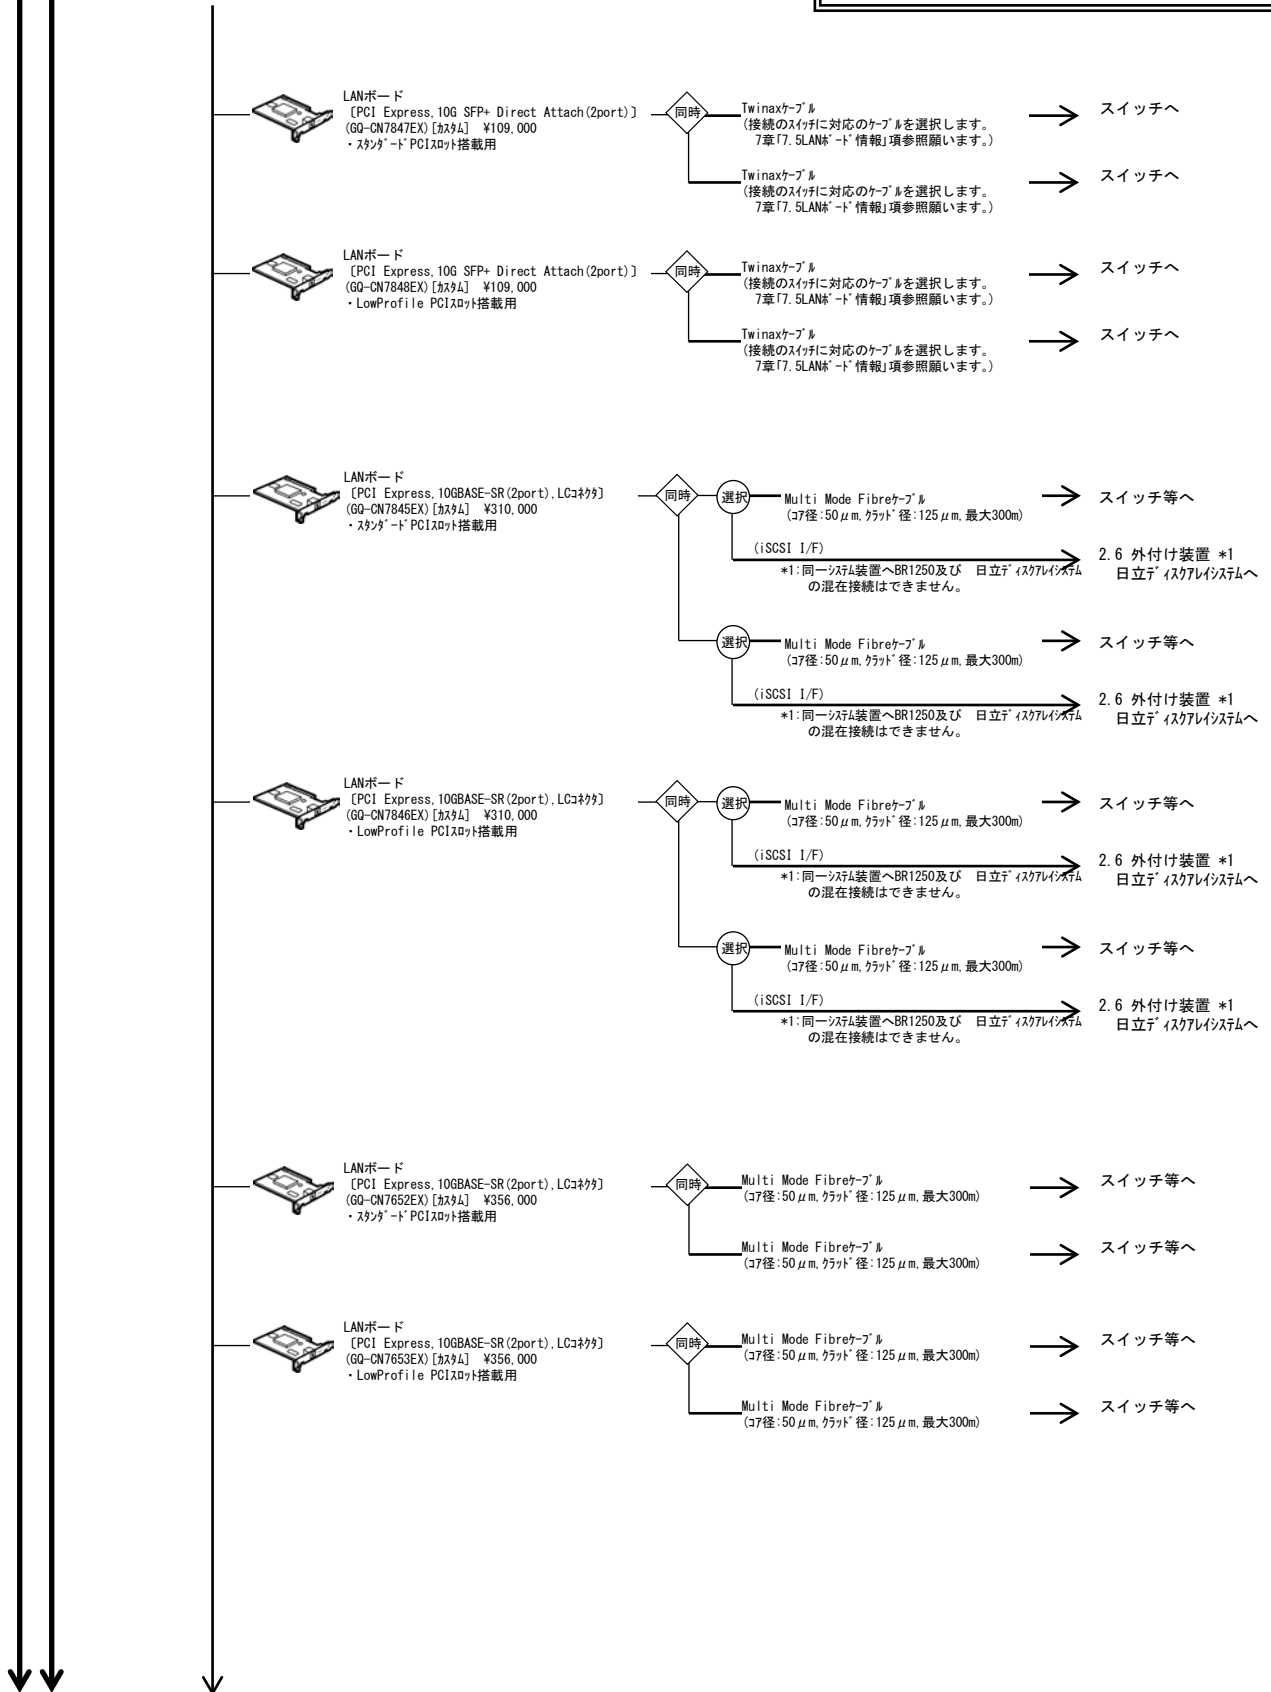 LANボード
〔PCI Express,10G SFP+ Direct Attach(2port)〕
(GQ-CN7847EX)[ｶｽﾀﾑ] ¥109,000
・ｽﾀﾝﾀﾞｰﾄﾞPCIｽﾛｯﾄ搭載用
同時
Twinaxｹｰﾌﾞﾙ
(接続のｽｲｯﾁに対応のｹｰﾌﾞﾙを選択します。
7章｢7.5LANﾎﾞｰﾄﾞ情報｣項参照願います。)
スイッチへ
Twinaxｹｰﾌﾞﾙ
(接続のｽｲｯﾁに対応のｹｰﾌﾞﾙを選択します。
7章｢7.5LANﾎﾞｰﾄﾞ情報｣項参照願います。)
スイッチへ
LANボード
〔PCI Express,10G SFP+ Direct Attach(2port)〕
(GQ-CN7848EX)[ｶｽﾀﾑ] ¥109,000
・LowProfile PCIｽﾛｯﾄ搭載用
同時
Twinaxｹｰﾌﾞﾙ
(接続のｽｲｯﾁに対応のｹｰﾌﾞﾙを選択します。
7章｢7.5LANﾎﾞｰﾄﾞ情報｣項参照願います。)
スイッチへ
Twinaxｹｰﾌﾞﾙ
(接続のｽｲｯﾁに対応のｹｰﾌﾞﾙを選択します。
7章｢7.5LANﾎﾞｰﾄﾞ情報｣項参照願います。)
スイッチへ
LANボード
〔PCI Express,10GBASE-SR(2port),LCｺﾈｸﾀ〕
(GQ-CN7845EX)[ｶｽﾀﾑ] ¥310,000
・ｽﾀﾝﾀﾞｰﾄﾞPCIｽﾛｯﾄ搭載用
同時
選択
Multi Mode Fibreｹｰﾌﾞﾙ
(ｺｱ径:50μm,ｸﾗｯﾄﾞ径:125μm,最大300m)
スイッチ等へ
(iSCSI I/F)
*1:同一ｼｽﾃﾑ装置へBR1250及び 日立ﾃﾞｨｽｸｱﾚｲｼｽﾃﾑ
の混在接続はできません。
2.6 外付け装置 *1
日立ﾃﾞｨｽｸｱﾚｲｼｽﾃﾑへ
選択
Multi Mode Fibreｹｰﾌﾞﾙ
(ｺｱ径:50μm,ｸﾗｯﾄﾞ径:125μm,最大300m)
スイッチ等へ
(iSCSI I/F)
*1:同一ｼｽﾃﾑ装置へBR1250及び 日立ﾃﾞｨｽｸｱﾚｲｼｽﾃﾑ
の混在接続はできません。
2.6 外付け装置 *1
日立ﾃﾞｨｽｸｱﾚｲｼｽﾃﾑへ
LANボード
〔PCI Express,10GBASE-SR(2port),LCｺﾈｸﾀ〕
(GQ-CN7846EX)[ｶｽﾀﾑ] ¥310,000
・LowProfile PCIｽﾛｯﾄ搭載用
同時
選択
Multi Mode Fibreｹｰﾌﾞﾙ
(ｺｱ径:50μm,ｸﾗｯﾄﾞ径:125μm,最大300m)
スイッチ等へ
(iSCSI I/F)
*1:同一ｼｽﾃﾑ装置へBR1250及び 日立ﾃﾞｨｽｸｱﾚｲｼｽﾃﾑ
の混在接続はできません。
2.6 外付け装置 *1
日立ﾃﾞｨｽｸｱﾚｲｼｽﾃﾑへ
選択
Multi Mode Fibreｹｰﾌﾞﾙ
(ｺｱ径:50μm,ｸﾗｯﾄﾞ径:125μm,最大300m)
スイッチ等へ
(iSCSI I/F)
*1:同一ｼｽﾃﾑ装置へBR1250及び 日立ﾃﾞｨｽｸｱﾚｲｼｽﾃﾑ
の混在接続はできません。
2.6 外付け装置 *1
日立ﾃﾞｨｽｸｱﾚｲｼｽﾃﾑへ
LANボード
〔PCI Express,10GBASE-SR(2port),LCｺﾈｸﾀ〕
(GQ-CN7652EX)[ｶｽﾀﾑ] ¥356,000
・ｽﾀﾝﾀﾞｰﾄﾞPCIｽﾛｯﾄ搭載用
同時
Multi Mode Fibreｹｰﾌﾞﾙ
(ｺｱ径:50μm,ｸﾗｯﾄﾞ径:125μm,最大300m)
スイッチ等へ
Multi Mode Fibreｹｰﾌﾞﾙ
(ｺｱ径:50μm,ｸﾗｯﾄﾞ径:125μm,最大300m)
スイッチ等へ
LANボード
〔PCI Express,10GBASE-SR(2port),LCｺﾈｸﾀ〕
(GQ-CN7653EX)[ｶｽﾀﾑ] ¥356,000
・LowProfile PCIｽﾛｯﾄ搭載用
同時
Multi Mode Fibreｹｰﾌﾞﾙ
(ｺｱ径:50μm,ｸﾗｯﾄﾞ径:125μm,最大300m)
スイッチ等へ
Multi Mode Fibreｹｰﾌﾞﾙ
(ｺｱ径:50μm,ｸﾗｯﾄﾞ径:125μm,最大300m)
スイッチ等へ